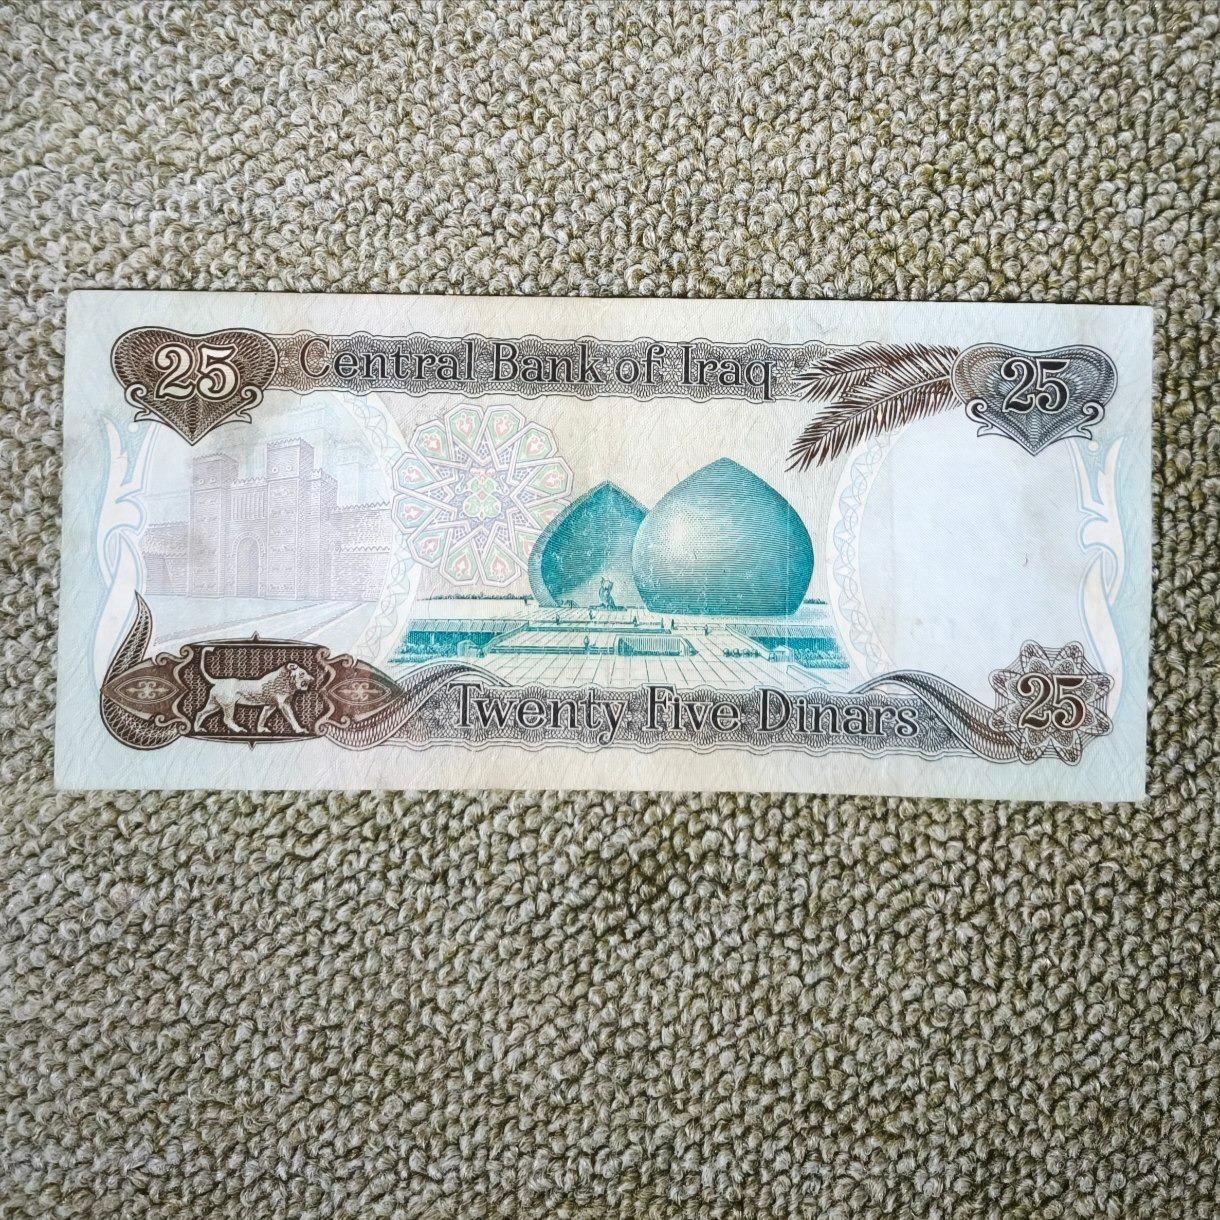 25 Central Bank of Iraq 25
Twenty Five Dinars 25